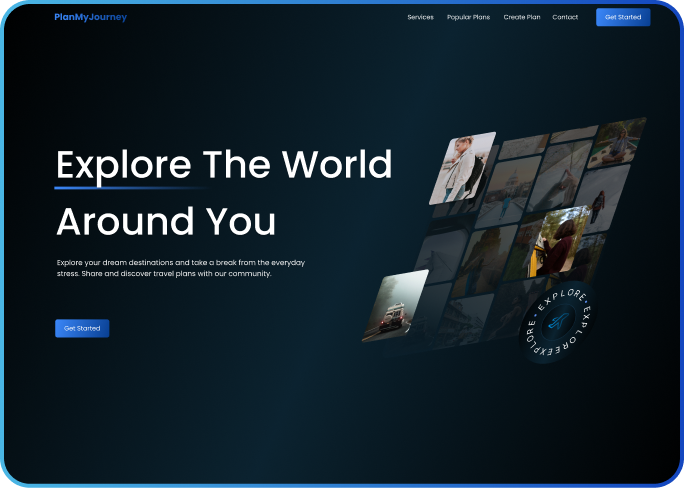 PlanMyJourney
Services Popular Plans Create Plan Contact Get Started
Explore The World
Around You
Explore your dream destinations and take a break from the everyday
stress. Share and discover travel plans with our community.
Get Started
EXPLORE • EXPLORE EXPLORE •